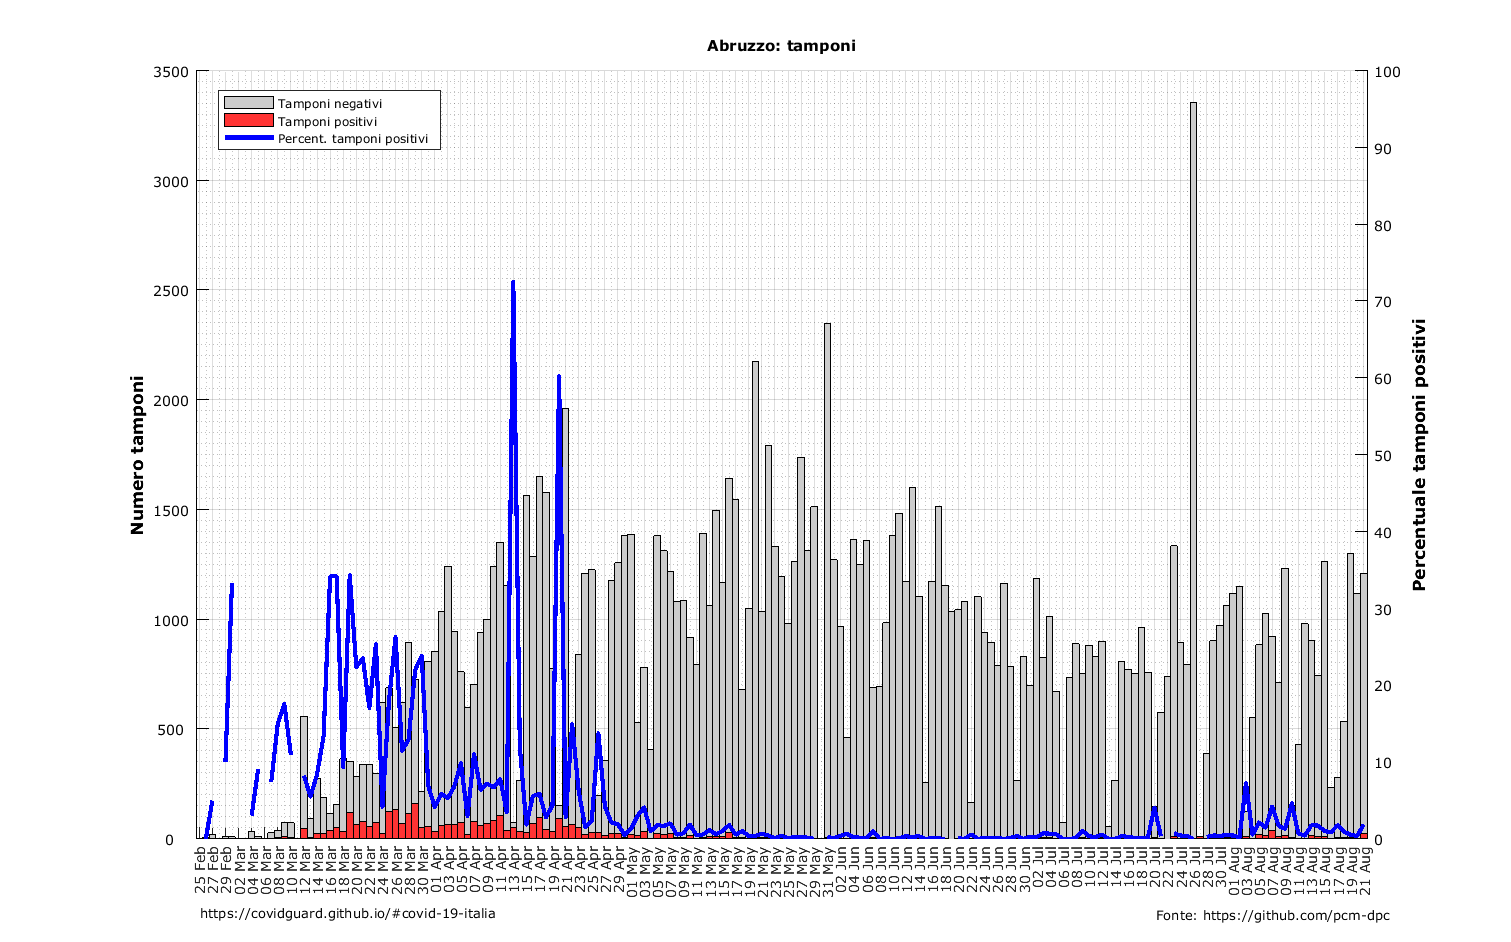 Abruzzo: tamponi
Tamponi negativi
Tamponi positivi
Percent. tamponi positivi
Numero tamponi
3500
3000
2500
2000
1500
1000
500
0
100
90
80
70
60
50
40
30
20
10
0
Percentuale tamponi positivi
25 Feb
27 Feb
29 Feb
02 Mar
04 Mar
06 Mar
08 Mar
10 Mar
12 Mar
14 Mar
16 Mar
18 Mar
20 Mar
22 Mar
24 Mar
26 Mar
28 Mar
30 Mar
01 Apr
03 Apr
05 Apr
07 Apr
09 Apr
11 Apr
13 Apr
15 Apr
17 Apr
19 Apr
21 Apr
23 Apr
25 Apr
27 Apr
29 Apr
01 May
03 May
05 May
07 May
09 May
11 May
13 May
15 May
17 May
19 May
21 May
23 May
25 May
27 May
29 May
31 May
02 Jun
04 Jun
06 Jun
08 Jun
10 Jun
12 Jun
14 Jun
16 Jun
18 Jun
20 Jun
22 Jun
24 Jun
26 Jun
28 Jun
30 Jun
02 Jul
04 Jul
06 Jul
08 Jul
10 Jul
12 Jul
14 Jul
16 Jul
18 Jul
20 Jul
22 Jul
24 Jul
26 Jul
28 Jul
30 Jul
01 Aug
03 Aug
05 Aug
07 Aug
09 Aug
11 Aug
13 Aug
15 Aug
17 Aug
19 Aug
21 Aug
https://covidguard.github.io/#covid-19-italia
Fonte: https://github.com/pcm-dpc